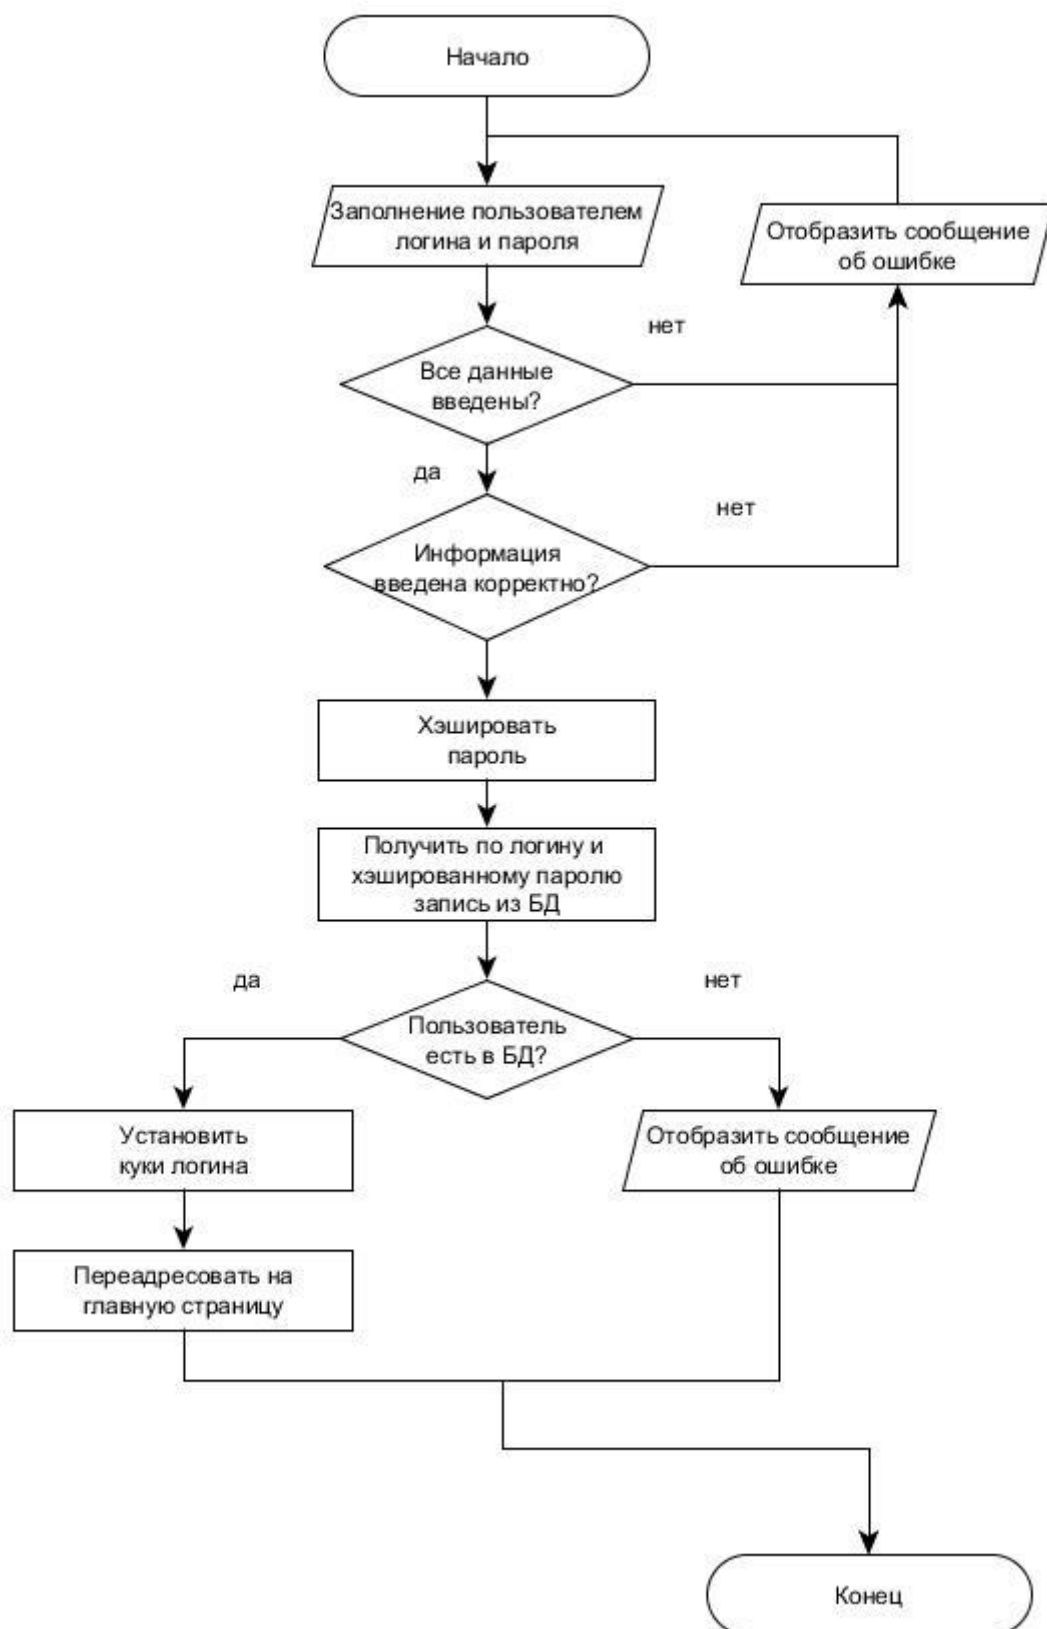 Начало
Заполнение пользователем
логина и пароля
Отобразить сообщение
об ошибке
нет
Все данные
введены?
да
нет
Информация
введена корректно?
Хэшировать
пароль
Получить по логину и
хэшированному паролю
запись из БД
да
нет
Пользователь
есть в БД?
Установить
куки логина
Отобразить сообщение
об ошибке
Переадресовать на
главную страницу
Конец